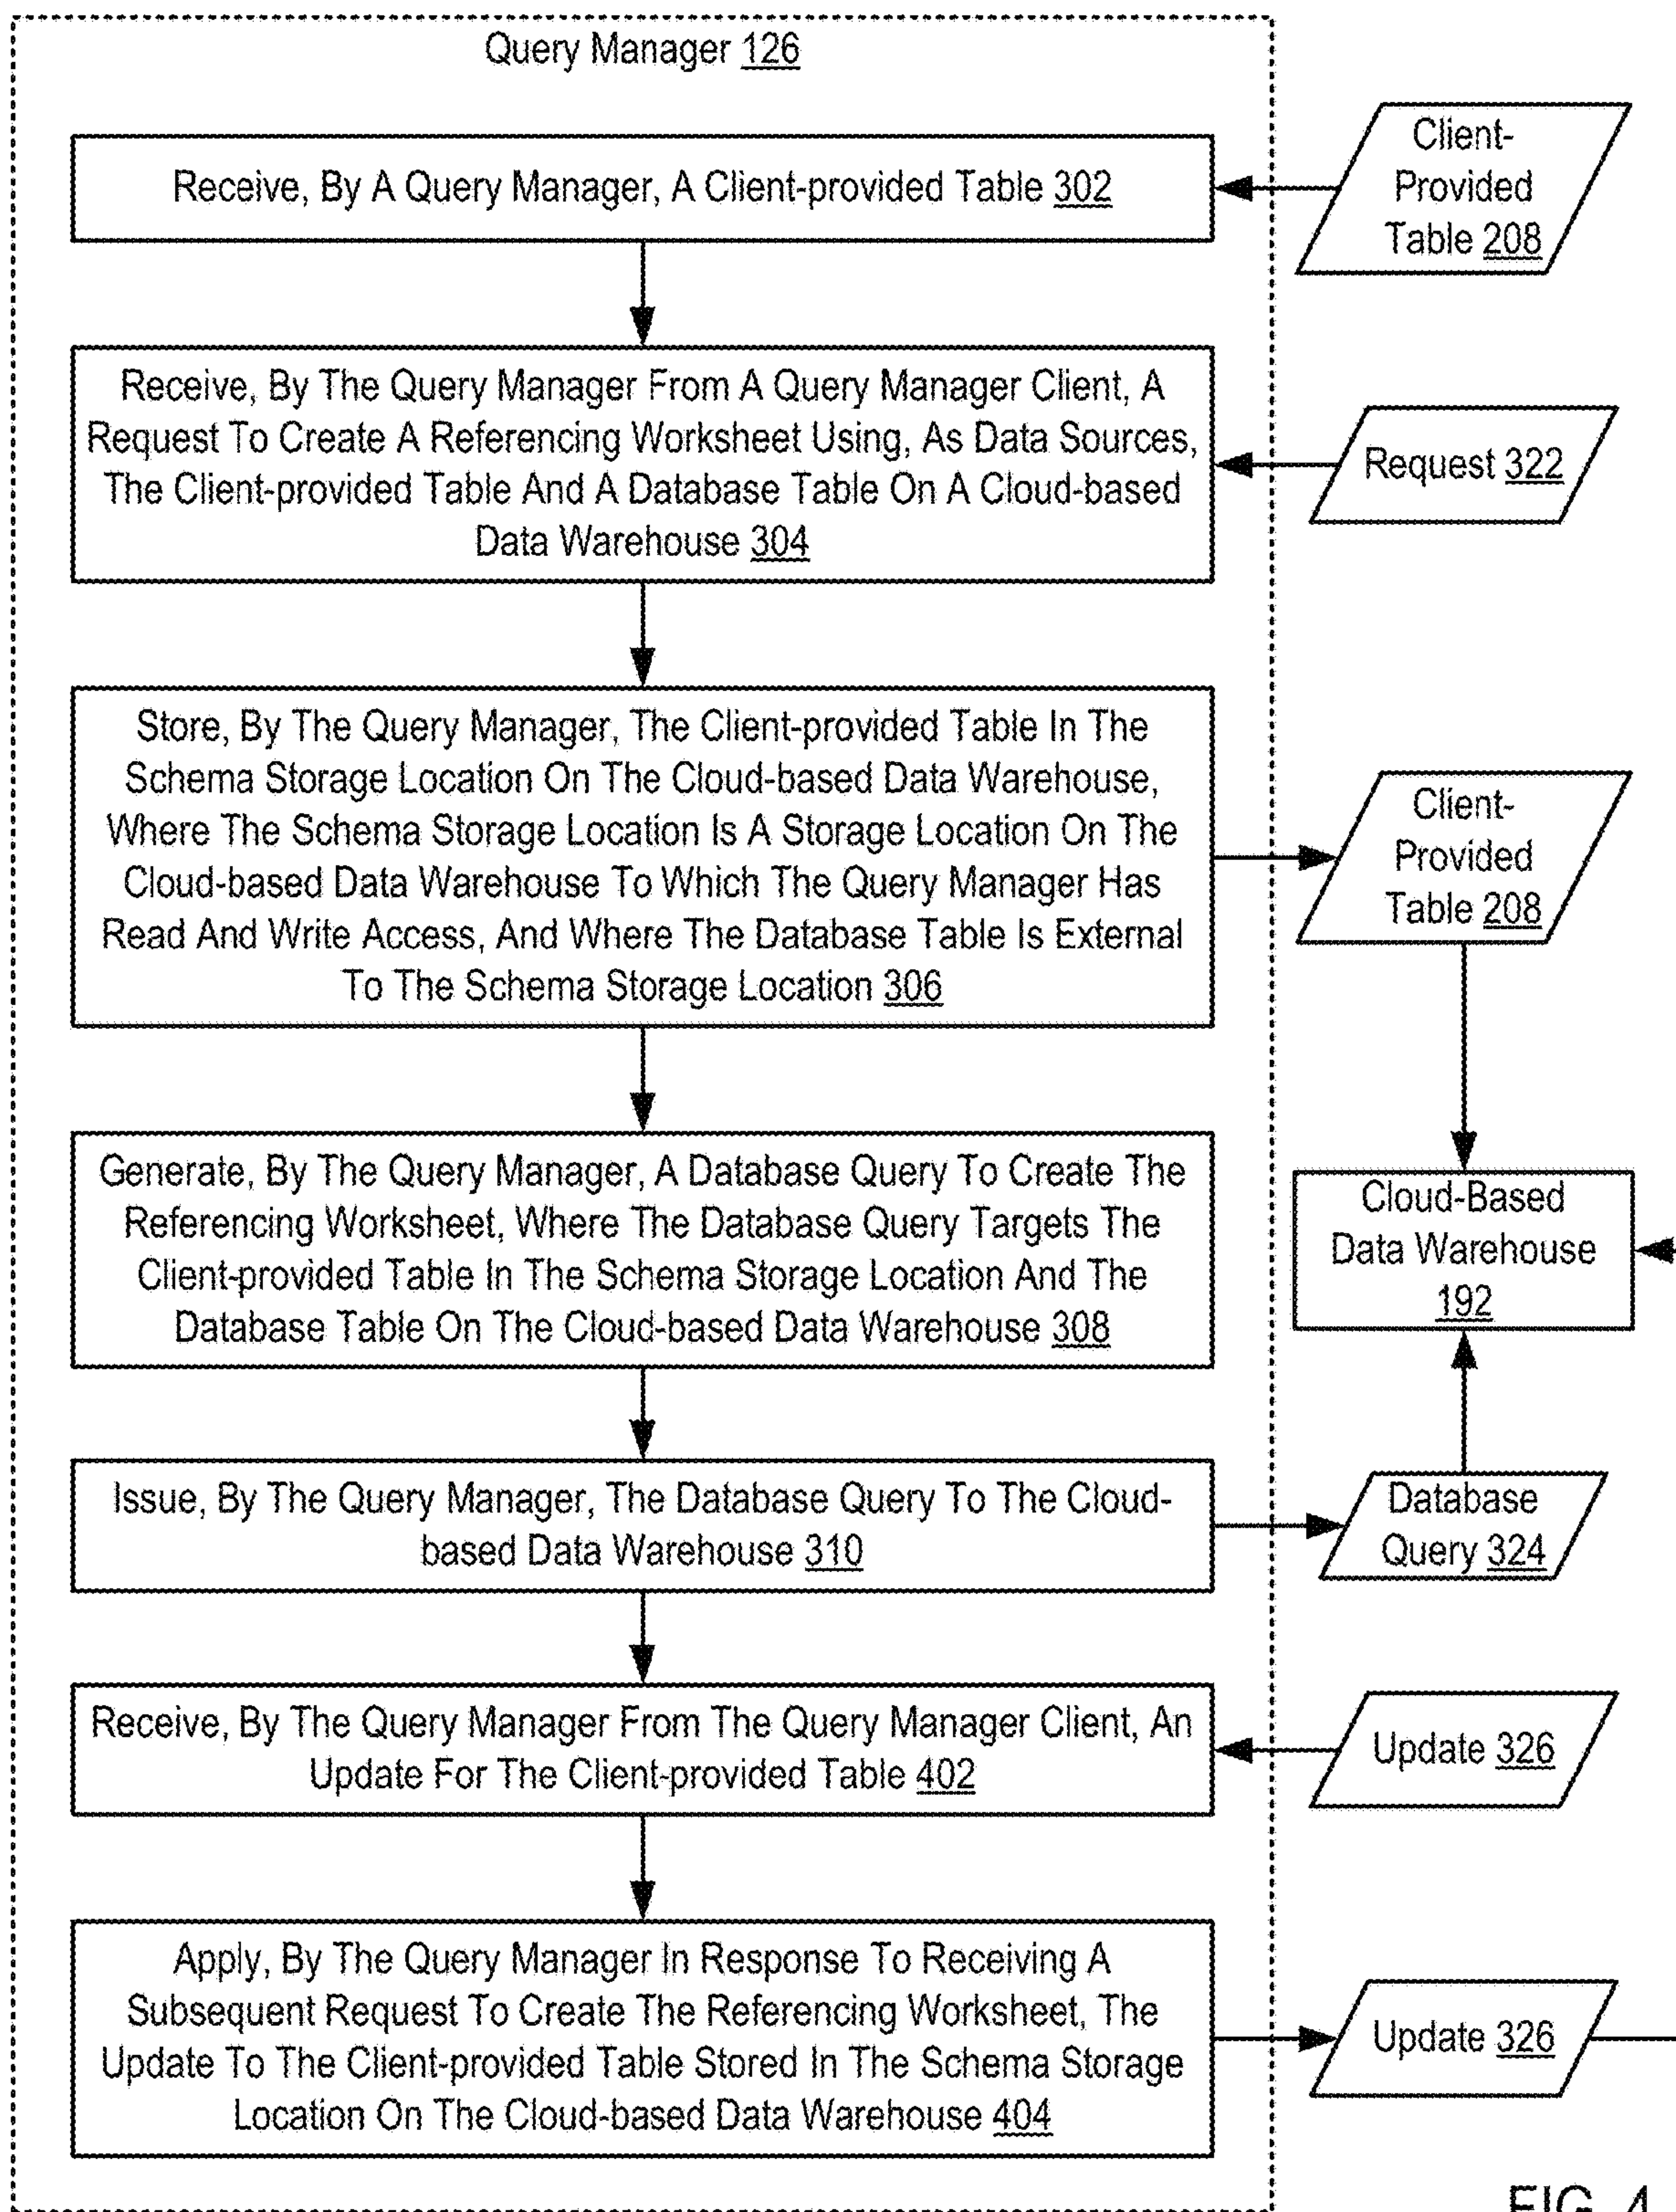 Query Manager 126
Receive, By A Query Manager, A Client-provided Table 302
Client-
Provided
Table 208
Receive, By The Query Manager From A Query Manager Client, A
Request To Create A Referencing Worksheet Using, As Data Sources,
The Client-provided Table And A Database Table On A Cloud-based
Data Warehouse 304
Request 322
Store, By The Query Manager, The Client-provided Table In The
Schema Storage Location On The Cloud-based Data Warehouse,
Where The Schema Storage Location Is A Storage Location On The
Cloud-based Data Warehouse To Which The Query Manager Has
Read And Write Access, And Where The Database Table Is External
To The Schema Storage Location 306
Client-
Provided
Table 208
Generate, By The Query Manager, A Database Query To Create The
Referencing Worksheet, Where The Database Query Targets The
Client-provided Table In The Schema Storage Location And The
Database Table On The Cloud-based Data Warehouse 308
Cloud-Based
Data Warehouse
192
Issue, By The Query Manager, The Database Query To The Cloud-
based Data Warehouse 310
Database
Query 324
Receive, By The Query Manager From The Query Manager Client, An
Update For The Client-provided Table 402
Update 326
Apply, By The Query Manager In Response To Receiving A
Subsequent Request To Create The Referencing Worksheet, The
Update To The Client-provided Table Stored In The Schema Storage
Location On The Cloud-based Data Warehouse 404
Update 326
FIG. 4